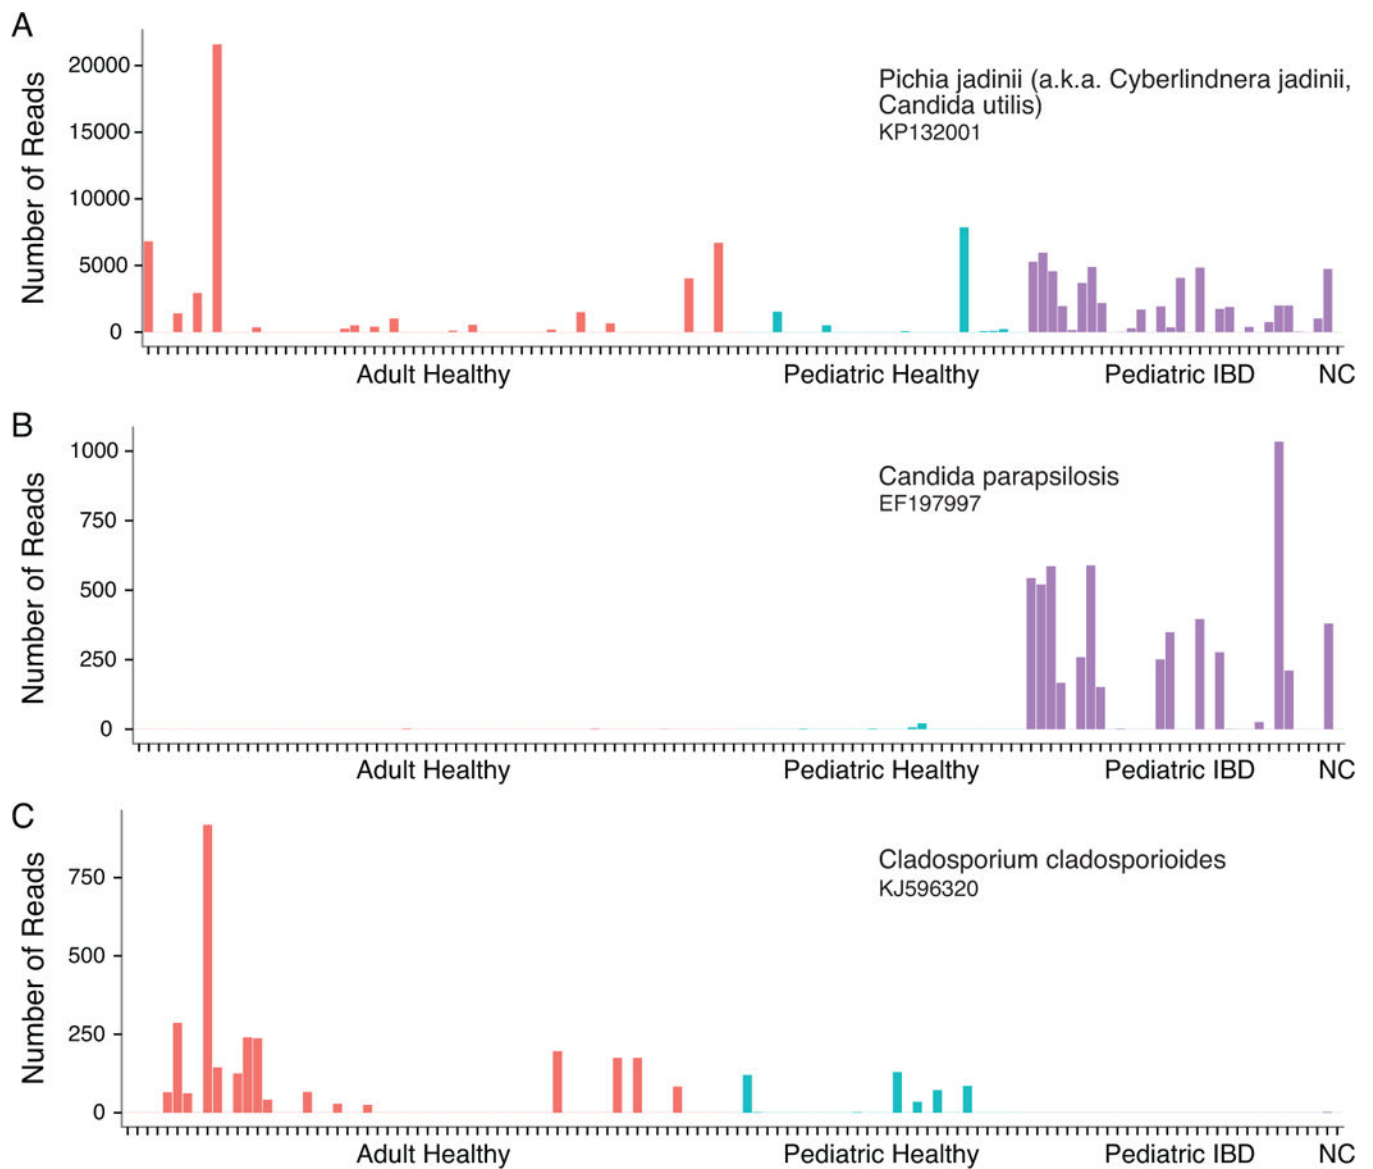 A
Number of Reads
20000
15000
10000
5000
0
Pichia jadinii (a.k.a. Cyberlindnera jadinii,
Candida utilis)
KP132001
Adult Healthy Pediatric Healthy Pediatric IBD NC
B
Number of Reads
1000
750
500
250
0
Candida parapsilosis
EF197997
Adult Healthy Pediatric Healthy Pediatric IBD NC
C
Number of Reads
750
500
250
0
Cladosporium cladosporioides
KJ596320
Adult Healthy Pediatric Healthy Pediatric IBD NC